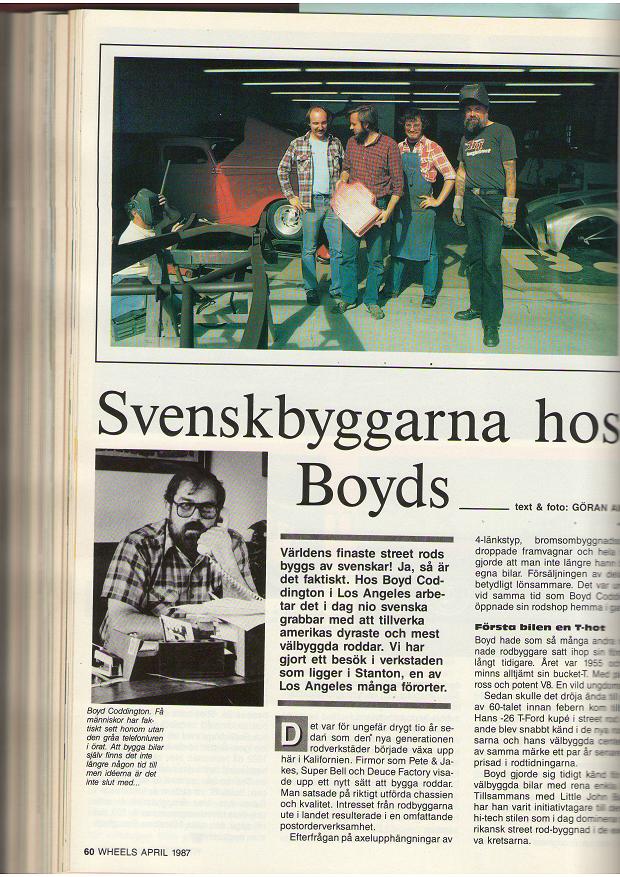 Svenskbyggarna hos
Boyds
text & foto: GÖRAN
Världens finaste street rods
byggs av svenskar! Ja, så är
det faktiskt. Hos Boyd Cod-
dington i Los Angeles arbe-
tar det i dag nio svenska
grabbar med att tillverka
amerikas dyraste och mest
välbyggda roddar. Vi har
gjort ett besök i verkstaden
som ligger i Stanton, en av
Los Angeles många förorter.
Boyd Coddington. Få
människor har fak-
tiskt sett honom utan
den gråa telefonluren
i örat. Att bygga bilar
själv finns det inte
längre någon tid till
men idéerna är det
inte slut med...
Det var för ungefär drygt tio år se-
dan som den nya generationen
rodverkstäder började växa upp
här i Kalifornien. Firmor som Pete & Ja-
kes, Super Bell och Deuce Factory visa-
de upp ett nytt sätt att bygga roddar.
Man satsade på riktigt utförda chassien
och kvalitet. Intresset från rodbyggarna
ute i landet resulterade i en omfattande
postorderverksamhet.
Efterfrågan på axelupphängningar av
4-länkstyp, bromsombyggnads
droppade framvagnar och hela
gjorde att man inte längre hann
egna bilar. Försäljningen av
betydligt lönsammare. Det var
vid samma tid som Boyd Codd
öppnade sin rodshop hemma i
Första bilen en T-hot
Boyd hade som så många andra
nade rodbyggare satt ihop sin
långt tidigare. Året var 1955 o
minns alltjämt sin bucket-T. Med
ross och potent V8. En vild ungdom
Sedan skulle det dröja ända till
av 60-talet innan febern kom
Hans -26 T-Ford kupé i street rod
ande blev snabbt känd i de nya
sarna och hans välbyggda
av samma märke ett par år senare
prisad i rodtidningarna.
Boyd gjorde sig tidigt känd
välbyggda bilar med rena
Tillsammans med Little John
har han varit initiativtagare till
hi-tech stilen som i dag dominerar
rikansk street rod-byggnad i de
va kretsarna.
60 WHEELS APRIL 1987